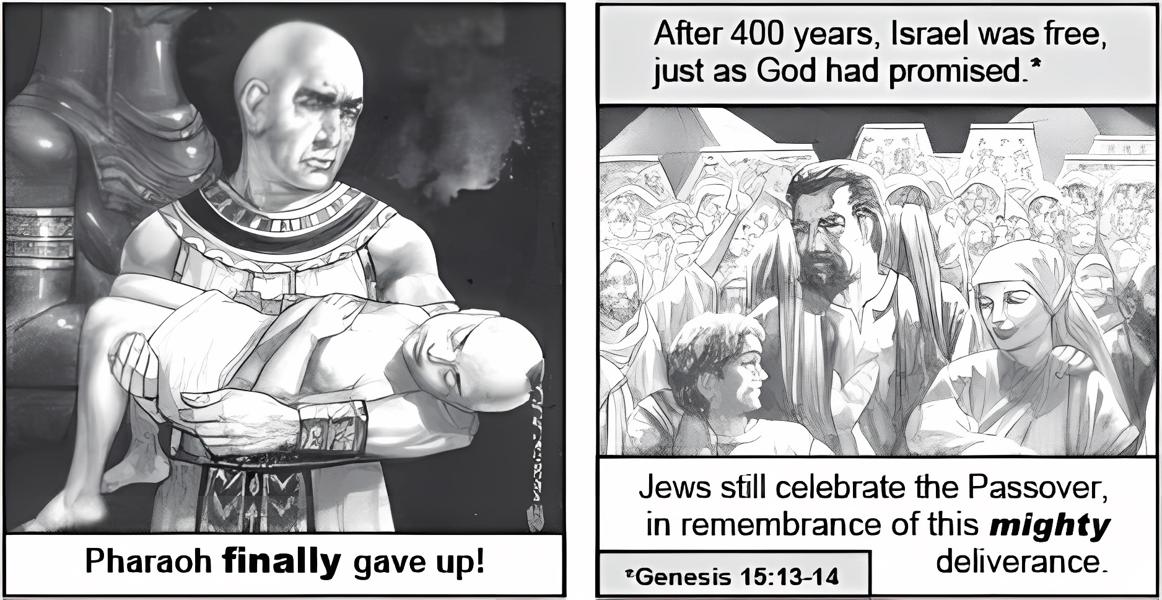 Pharaoh finally gave up!
After 400 years, Israel was free,
just as God had promised.*
Jews still celebrate the Passover,
in remembrance of this mighty
deliverance.
*Genesis 15:13-14